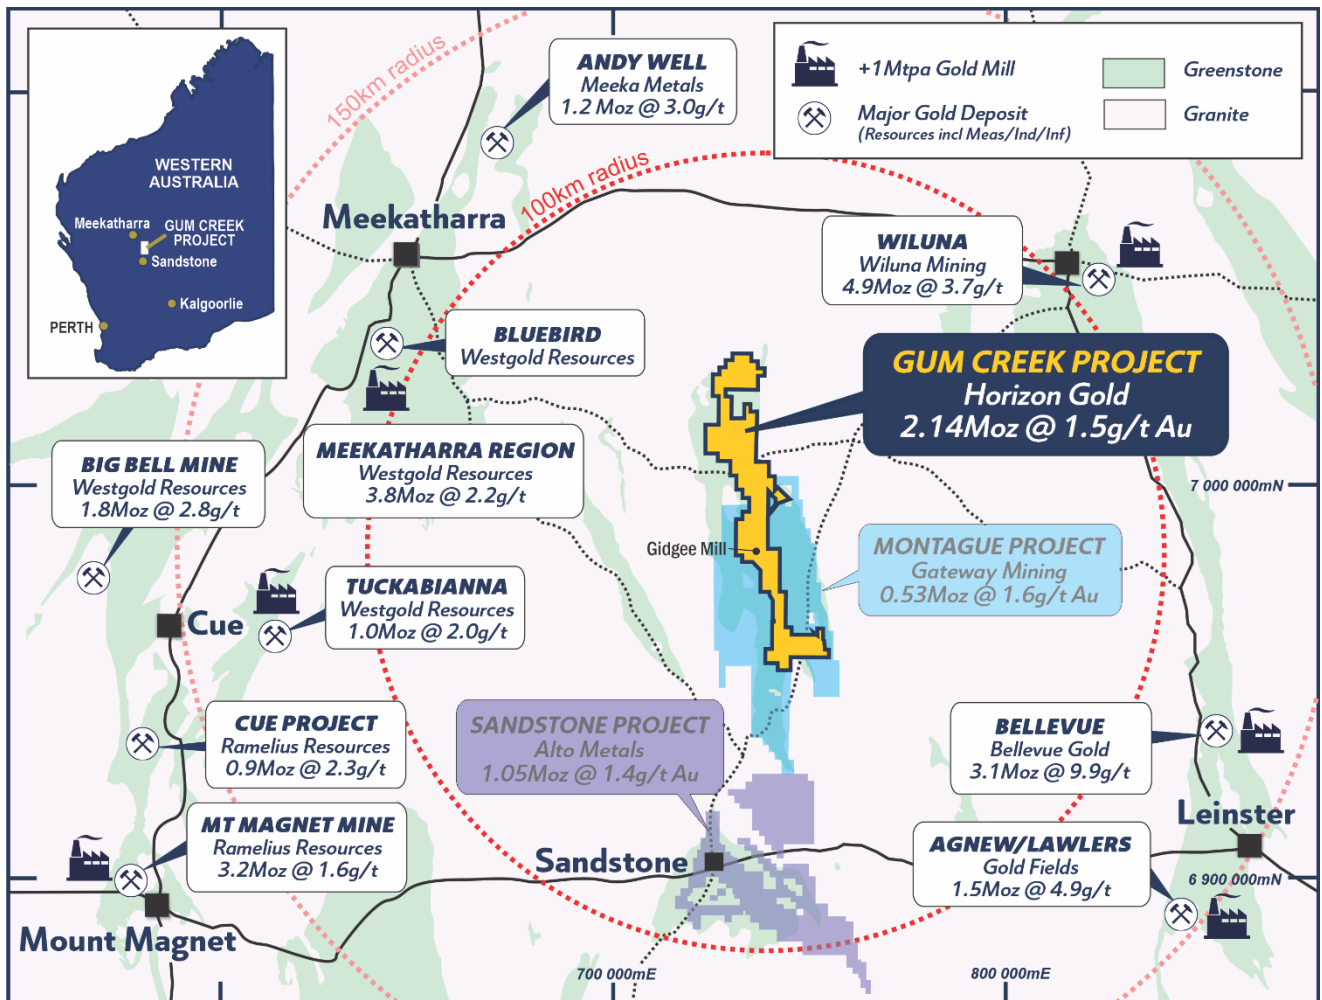 150km radius
100km radius
ANDY WELL
Meeka Metals
1.2 Moz @ 3.0g/t
+1Mtpa Gold Mill
Major Gold Deposit
(Resources incl Meas/Ind/Inf)
Greenstone
Granite
WESTERN
AUSTRALIA
Meekatharra
GUM CREEK
PROJECT
Sandstone
Kalgoorlie
PERTH
Meekatharra
WILUNA
Wiluna Mining
4.9Moz @ 3.7g/t
BLUEBIRD
Westgold Resources
GUM CREEK PROJECT
Horizon Gold
2.14Moz @ 1.5g/t Au
BIG BELL MINE
Westgold Resources
1.8Moz @ 2.8g/t
MEEKATHARRA REGION
Westgold Resources
3.8Moz @ 2.2g/t
7 000 000mN
Gidgee Mill
MONTAGUE PROJECT
Gateway Mining
0.53Moz @ 1.6g/t Au
TUCKABIANNA
Westgold Resources
1.0Moz @ 2.0g/t
Cue
CUE PROJECT
Ramelius Resources
0.9Moz @ 2.3g/t
SANDSTONE PROJECT
Alto Metals
1.05Moz @ 1.4g/t Au
BELLEVUE
Bellevue Gold
3.1Moz @ 9.9g/t
Leinster
MT MAGNET MINE
Ramelius Resources
3.2Moz @ 1.6g/t
Sandstone
AGNEW/LAWLERS
Gold Fields
1.5Moz @ 4.9g/t
6 900 000mN
Mount Magnet
700 000mE
800 000mE